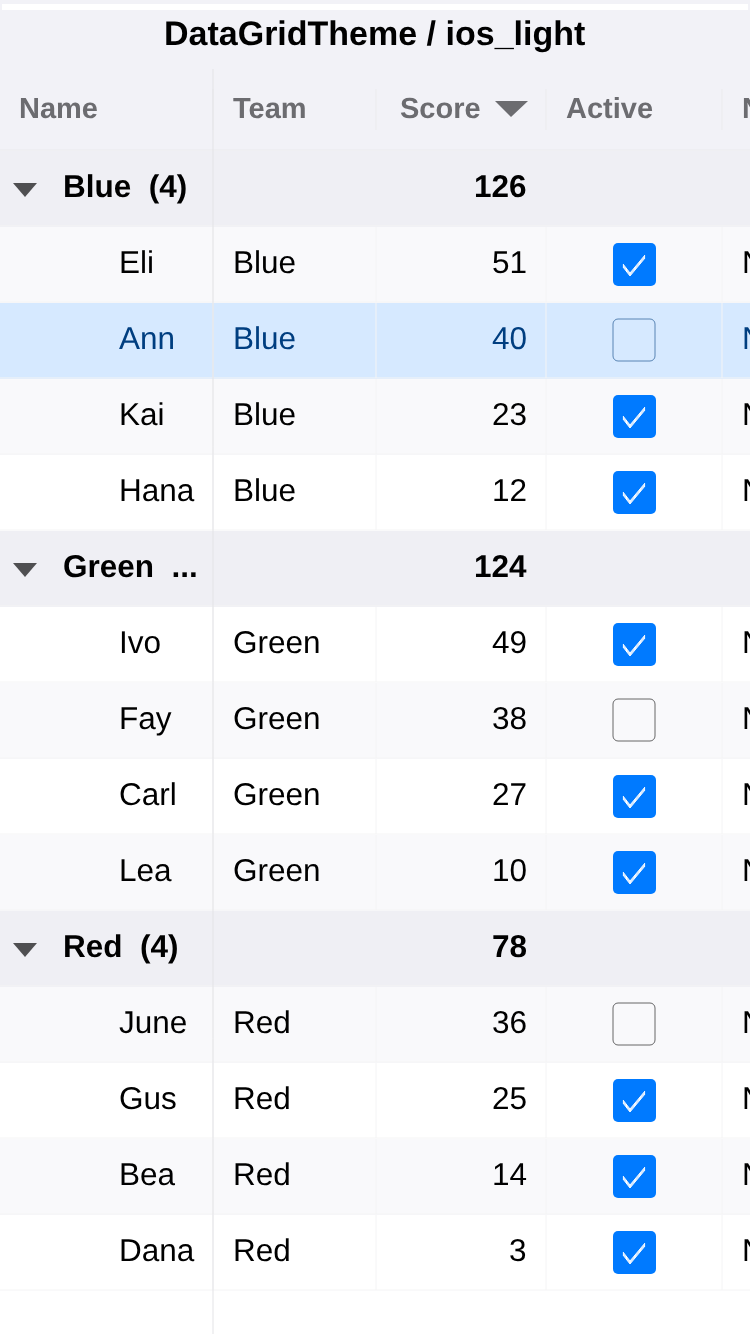 DataGridTheme / ios_light
Name Team Score Active
Blue (4) 126
Eli Blue 51
Ann Blue 40
Kai Blue 23
Hana Blue 12
Green ... 124
Ivo Green 49
Fay Green 38
Carl Green 27
Lea Green 10
Red (4) 78
June Red 36
Gus Red 25
Bea Red 14
Dana Red 3